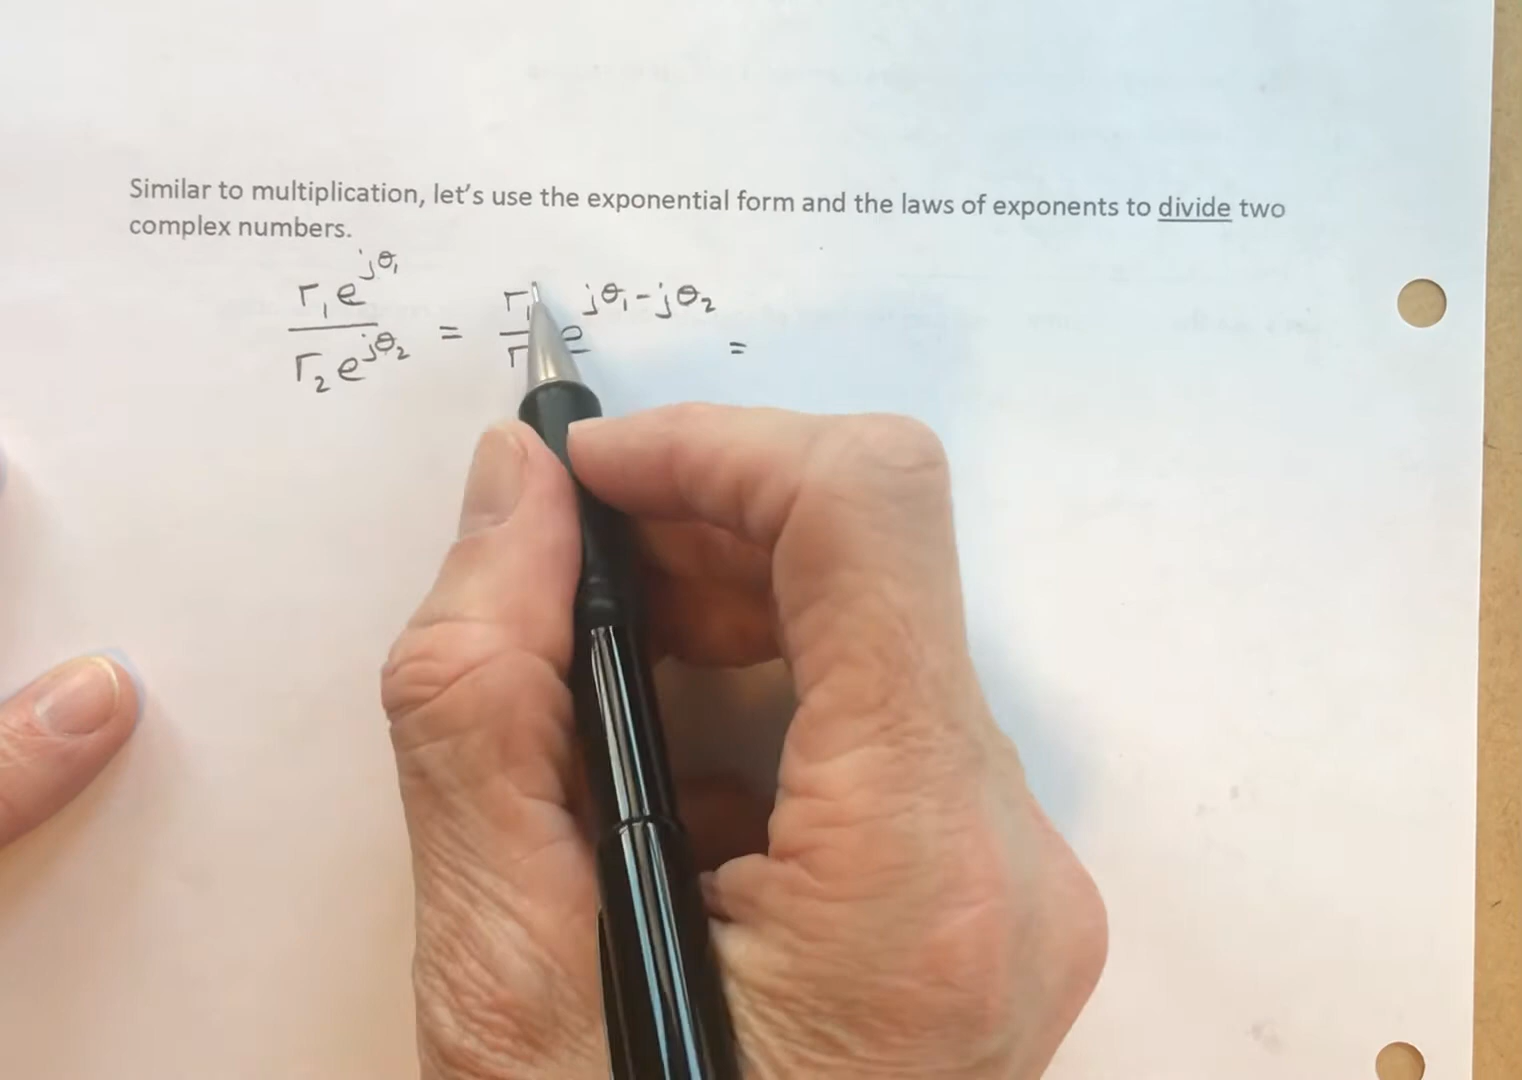 Similar to multiplication, let's use the exponential form and the laws of exponents to divide two
complex numbers.
r₁e^jθ₁ / r₂e^jθ₂ = r₁ / r e^jθ₁-jθ₂ =